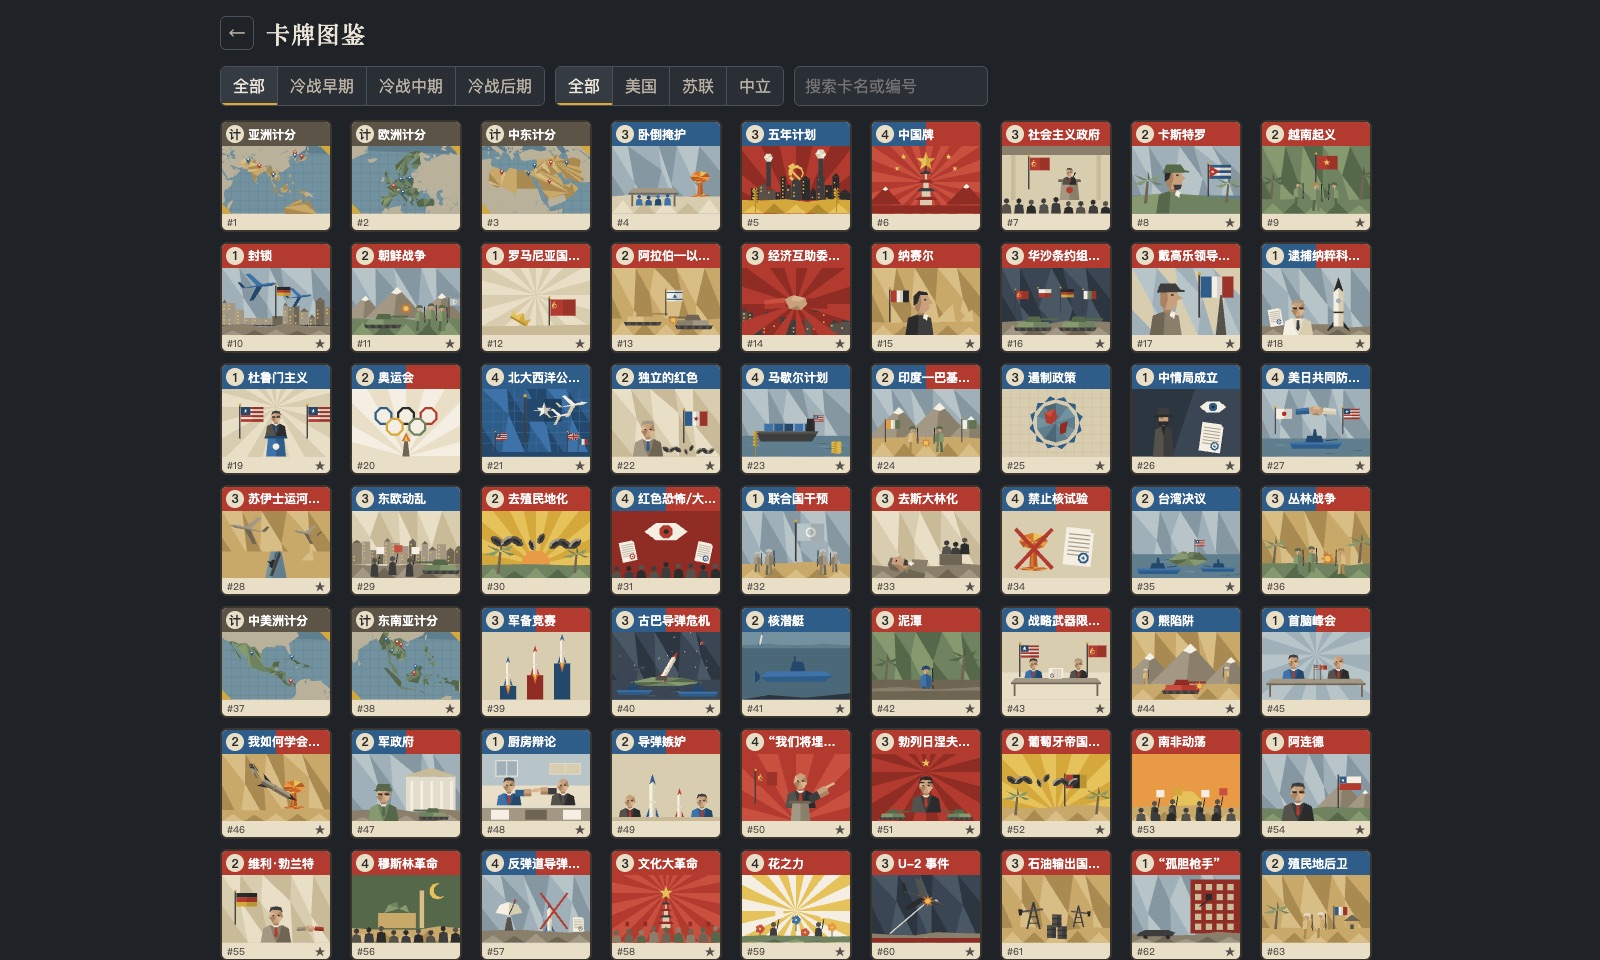 ← 卡牌图鉴
全部 冷战早期 冷战中期 冷战后期 全部 美国 苏联 中立 搜索卡名或编号
计 亚洲计分 计 欧洲计分 计 中东计分 3 卧倒掩护 3 五年计划 4 中国牌 3 社会主义政府 2 卡斯特罗 2 越南起义
#1 #2 #3 #4 #5 #6 #7 #8 ★ #9 ★
1 封锁 2 朝鲜战争 1 罗马尼亚国... 2 阿拉伯—以... 3 经济互助委... 1 纳赛尔 3 华沙条约组... 3 戴高乐领导... 1 逮捕纳粹科...
#10 ★ #11 ★ #12 ★ #13 #14 ★ #15 ★ #16 ★ #17 ★ #18 ★
1 杜鲁门主义 2 奥运会 4 北大西洋公... 2 独立的红色 4 马歇尔计划 2 印度—巴基... 3 遏制政策 1 中情局成立 4 美日共同防...
#19 ★ #20 #21 ★ #22 ★ #23 ★ #24 #25 ★ #26 ★ #27 ★
3 苏伊士运河... 3 东欧动乱 2 去殖民地化 4 红色恐怖/大... 1 联合国干预 3 去斯大林化 4 禁止核试验 2 台湾决议 3 丛林战争
#28 ★ #29 #30 #31 #32 #33 ★ #34 #35 ★ #36
计 中美洲计分 计 东南亚计分 3 军备竞赛 3 古巴导弹危机 2 核潜艇 3 泥潭 3 战略武器限... 3 熊陷阱 1 首脑峰会
#37 #38 ★ #39 #40 ★ #41 ★ #42 ★ #43 ★ #44 ★ #45
2 我如何学会... 2 军政府 1 厨房辩论 2 导弹嫉妒 4 “我们将埋... 3 勃列日涅夫... 2 葡萄牙帝国... 2 南非动荡 1 阿连德
#46 ★ #47 #48 ★ #49 #50 ★ #51 ★ #52 ★ #53 #54 ★
2 维利·勃兰特 4 穆斯林革命 4 反弹道导弹... 3 文化大革命 4 花之力 3 U-2 事件 3 石油输出国... 1 “孤胆枪手” 2 殖民地后卫
#55 ★ #56 #57 #58 ★ #59 ★ #60 ★ #61 #62 ★ #63